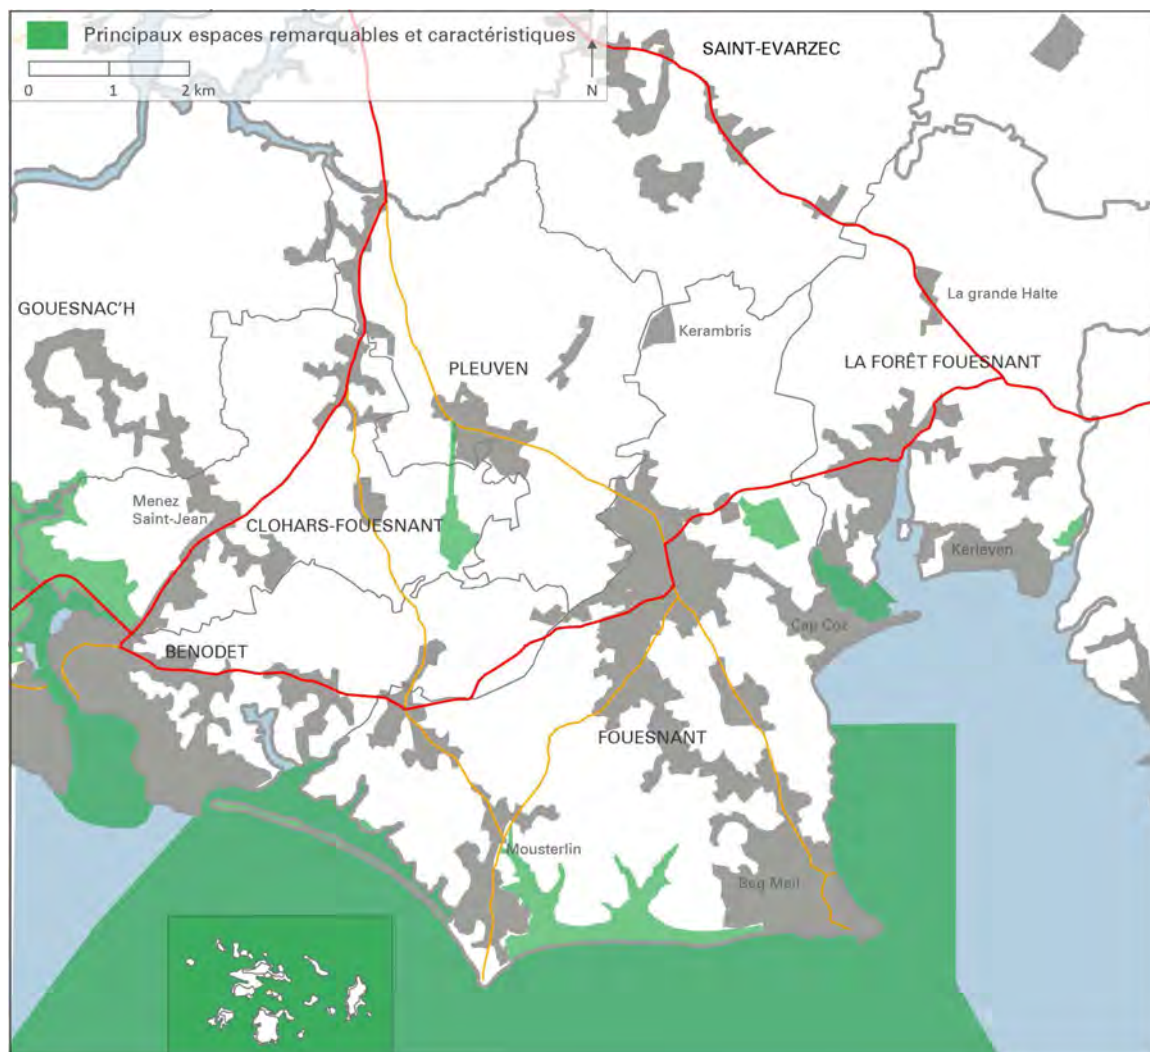 Principaux espaces remarquables et caractéristiques
0 1 2 km
N
SAINT-EVARZEC
GOUESNAC'H
La grande Halte
Kerambris
PLEUVEN
LA FORÊT FOUESNANT
Menez
Saint-Jean
CLOHARS-FOUESNANT
Kerleven
Cap Coz
BENODET
FOUESNANT
Mousterlin
Beg Meil